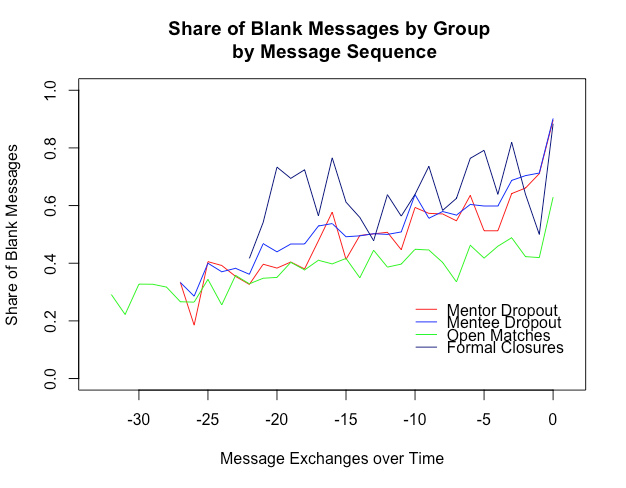 Share of Blank Messages by Group
by Message Sequence
Share of Blank Messages
1.0
0.8
0.6
0.4
0.2
0.0
Mentor Dropout
Mentee Dropout
Open Matches
Formal Closures
-30 -25 -20 -15 -10 -5 0
Message Exchanges over Time